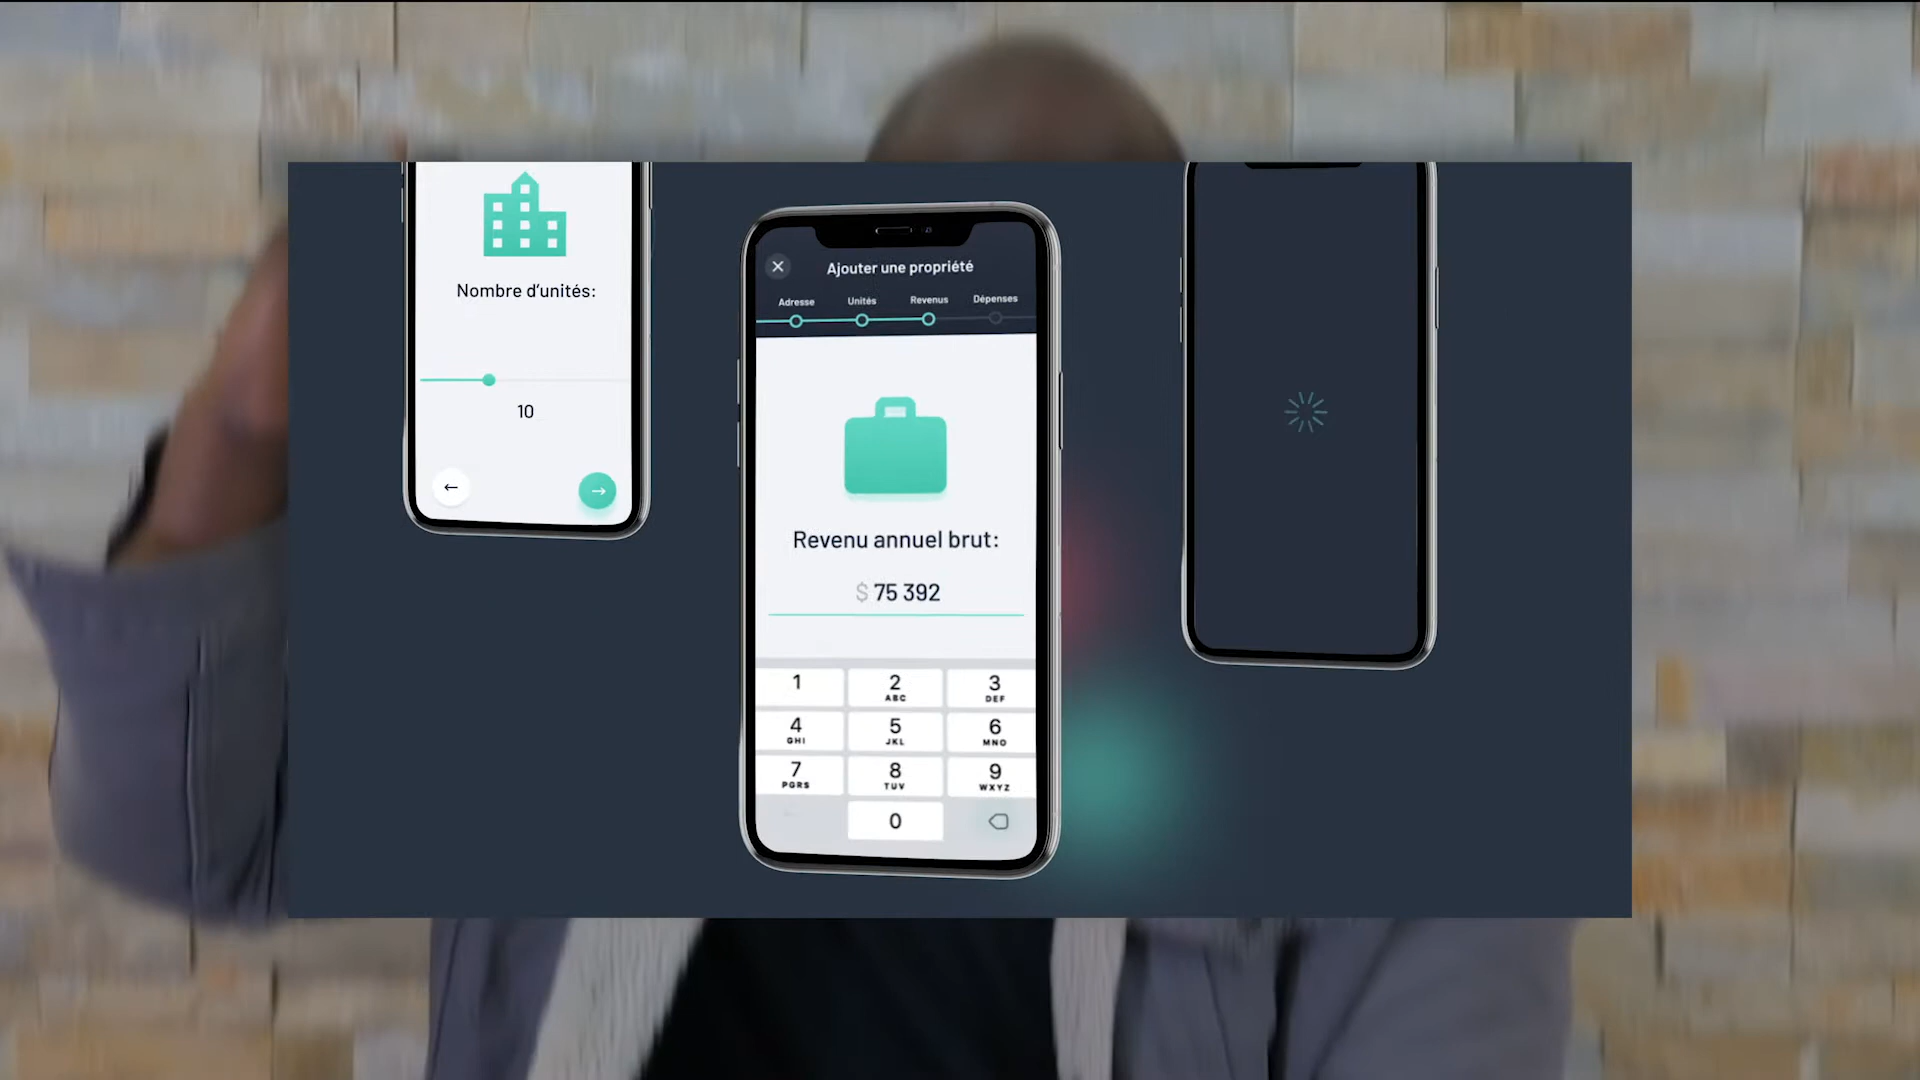 Nombre d'unités:
10
←
→
Ajouter une propriété
Adresse Unités Revenus Dépenses
Revenu annuel brut:
$ 75 392
1 2 ABC 3 DEF
4 GHI 5 JKL 6 MNO
7 PQRS 8 TUV 9 WXYZ
0